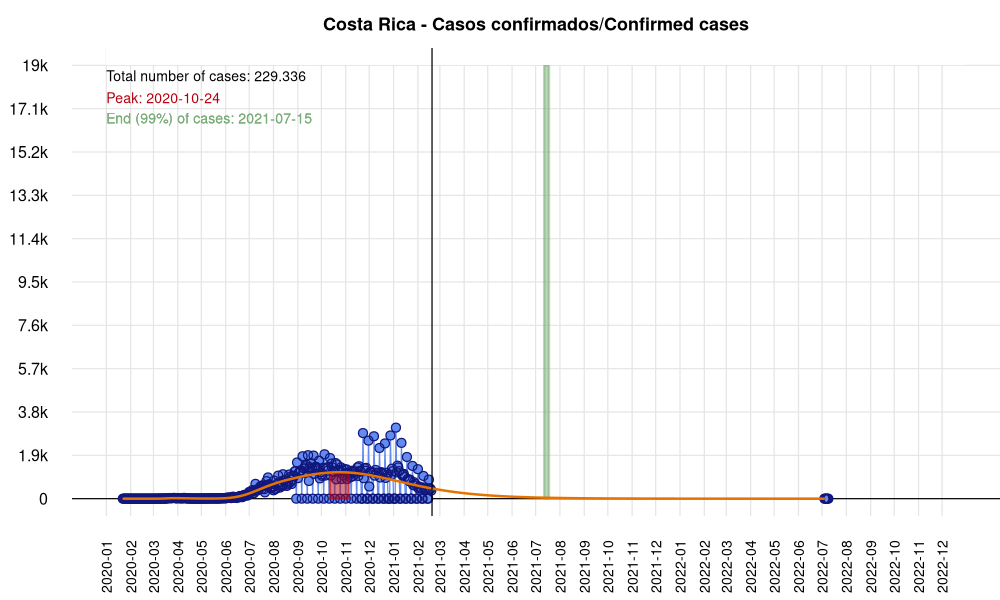 Costa Rica - Casos confirmados/Confirmed cases
Total number of cases: 229.336
Peak: 2020-10-24
End (99%) of cases: 2021-07-15
19k
17.1k
15.2k
13.3k
11.4k
9.5k
7.6k
5.7k
3.8k
1.9k
0
2020-01
2020-02
2020-03
2020-04
2020-05
2020-06
2020-07
2020-08
2020-09
2020-10
2020-11
2020-12
2021-01
2021-02
2021-03
2021-04
2021-05
2021-06
2021-07
2021-08
2021-09
2021-10
2021-11
2021-12
2022-01
2022-02
2022-03
2022-04
2022-05
2022-06
2022-07
2022-08
2022-09
2022-10
2022-11
2022-12